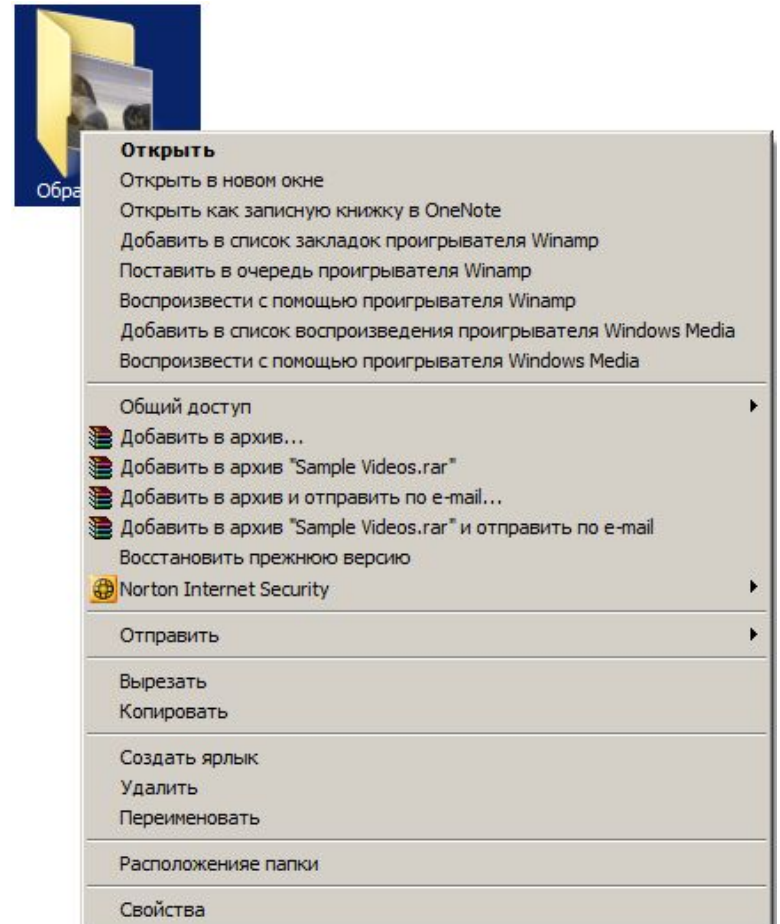 Обра
Открыть
Открыть в новом окне
Открыть как записную книжку в OneNote
Добавить в список закладок проигрывателя Winamp
Поставить в очередь проигрывателя Winamp
Воспроизвести с помощью проигрывателя Winamp
Добавить в список воспроизведения проигрывателя Windows Media
Воспроизвести с помощью проигрывателя Windows Media
Общий доступ
Добавить в архив...
Добавить в архив "Sample Videos.rar"
Добавить в архив и отправить по e-mail...
Добавить в архив "Sample Videos.rar" и отправить по e-mail
Восстановить прежнюю версию
Norton Internet Security
Отправить
Вырезать
Копировать
Создать ярлык
Удалить
Переименовать
Расположенияе папки
Свойства